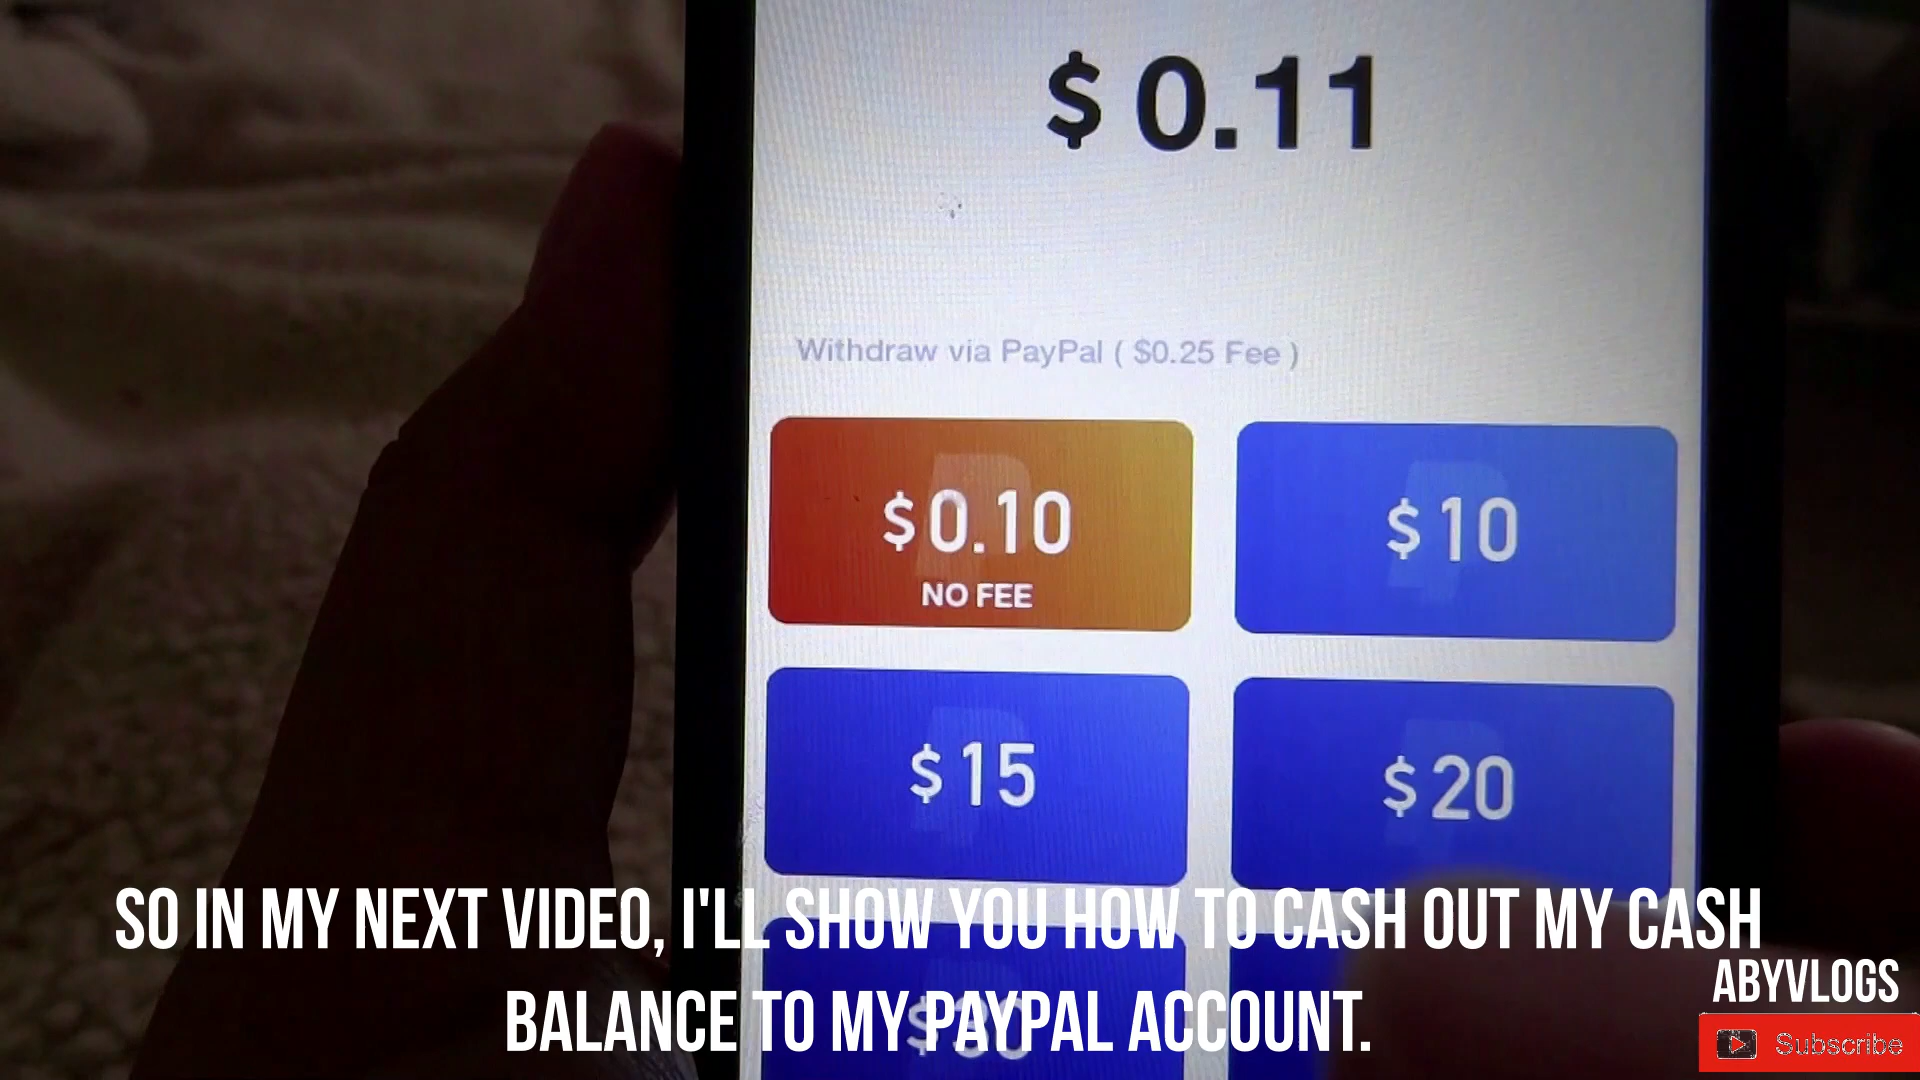 $ 0.11
Withdraw via PayPal ( $0.25 Fee )
$0.10
NO FEE
$10
$15
$20
$30
SO IN MY NEXT VIDEO, I'LL SHOW YOU HOW TO CASH OUT MY CASH
BALANCE TO MY PAYPAL ACCOUNT.
ABYVLOGS
Subscribe